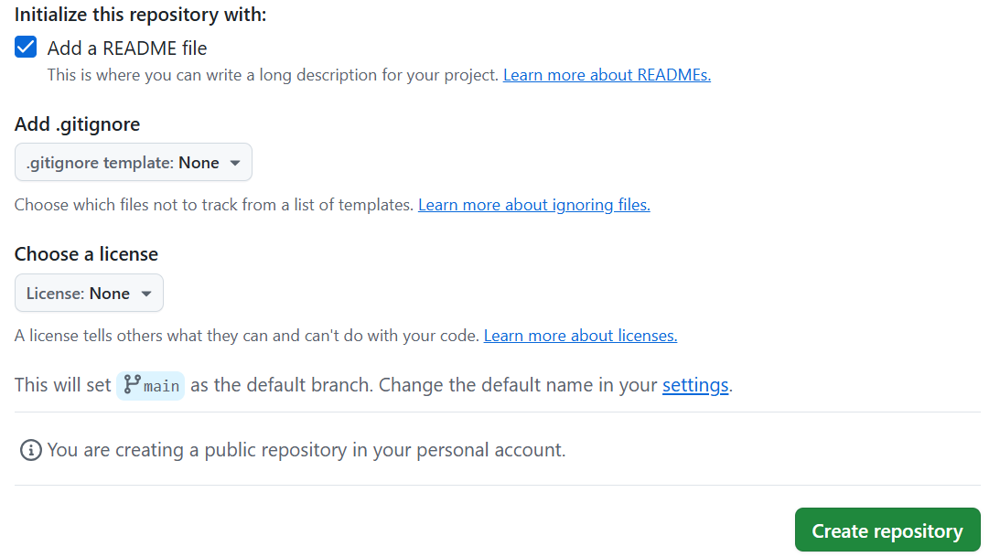 Initialize this repository with:
Add a README file
This is where you can write a long description for your project. Learn more about READMEs.
Add .gitignore
.gitignore template: None
Choose which files not to track from a list of templates. Learn more about ignoring files.
Choose a license
License: None
A license tells others what they can and can't do with your code. Learn more about licenses.
This will set main as the default branch. Change the default name in your settings.
You are creating a public repository in your personal account.
Create repository